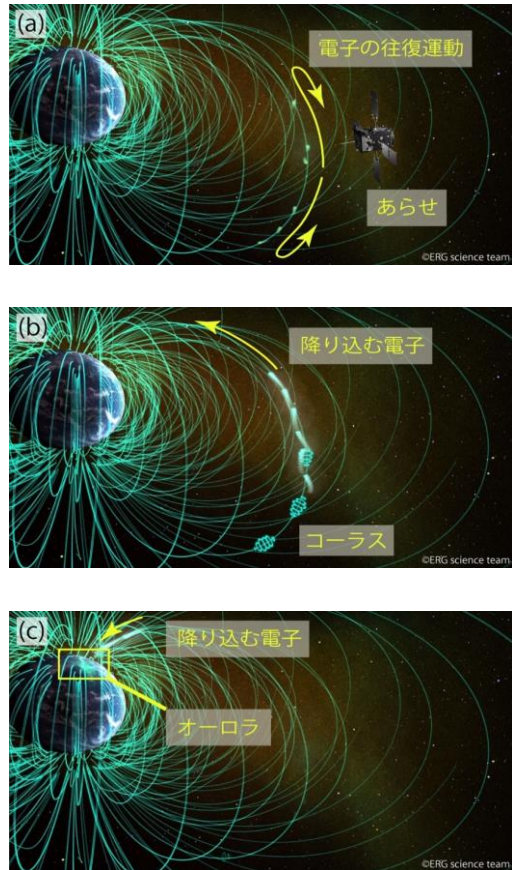 (a)
電子の往復運動
あらせ
©ERG science team
(b)
降り込む電子
コーラス
©ERG science team
(c)
降り込む電子
オーロラ
©ERG science team